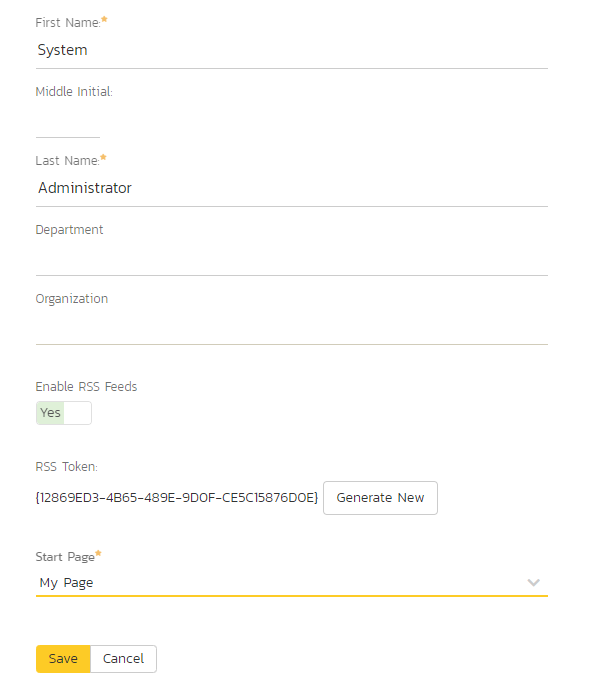 First Name:*
System
Middle Initial:
Last Name:*
Administrator
Department
Organization
Enable RSS Feeds
Yes
RSS Token:
{12869ED3-4B65-489E-9D0F-CE5C15876D0E} Generate New
Start Page*
My Page
Save Cancel